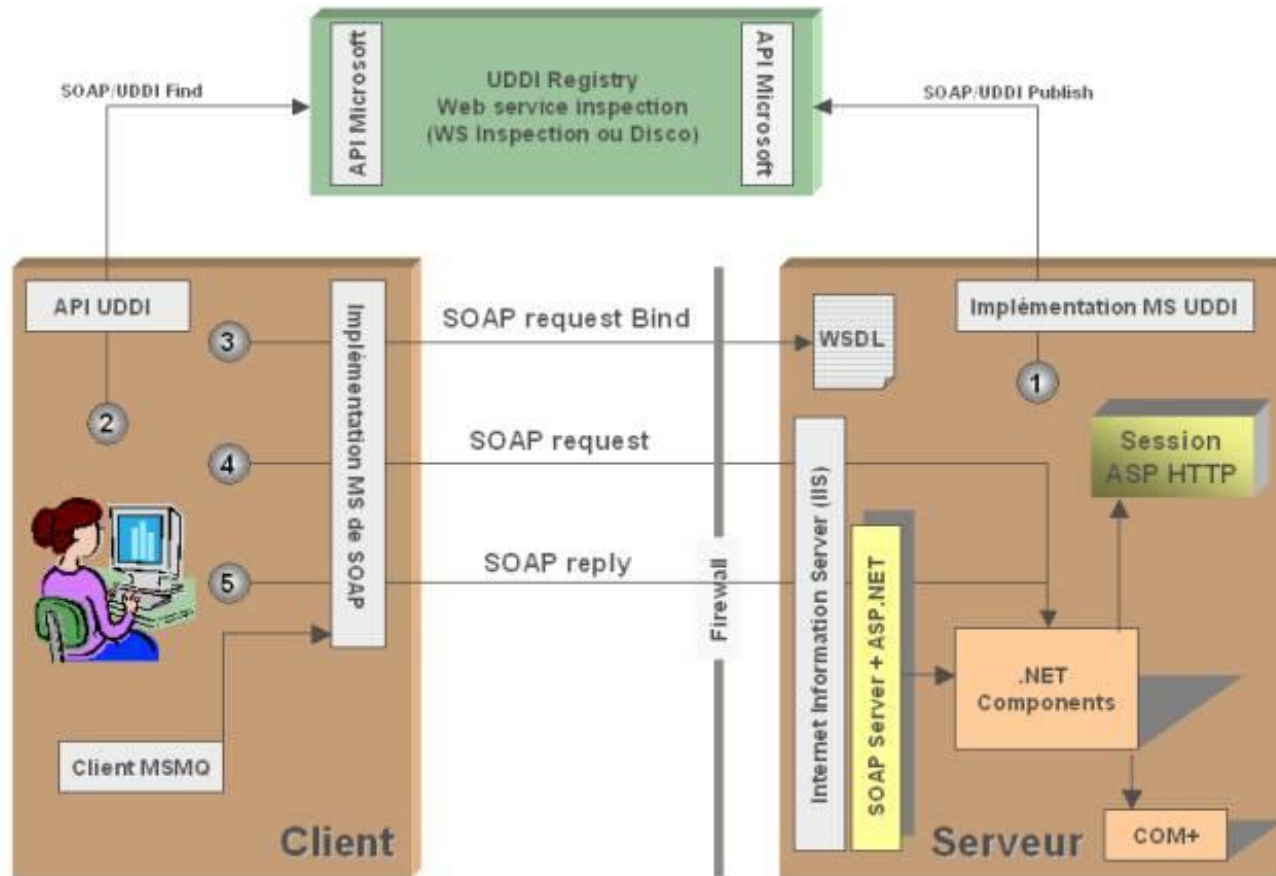 API Microsoft
UDDI Registry
Web service inspection
(WS Inspection ou Disco)
API Microsoft
SOAP/UDDI Find
SOAP/UDDI Publish
API UDDI
Implémentation MS de SOAP
SOAP request Bind
WSDL
Implémentation MS UDDI
3
1
2
SOAP request
4
Session
ASP HTTP
Internet Information Server (IIS)
SOAP Server + ASP.NET
SOAP reply
5
Firewall
.NET
Components
Client MSMQ
COM+
Client
Serveur